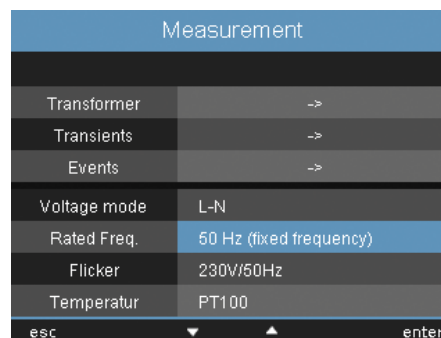 Measurement
Transformer ->
Transients ->
Events ->
Voltage mode L-N
Rated Freq. 50 Hz (fixed frequency)
Flicker 230V/50Hz
Temperatur PT100
esc ▼ ▲ enter